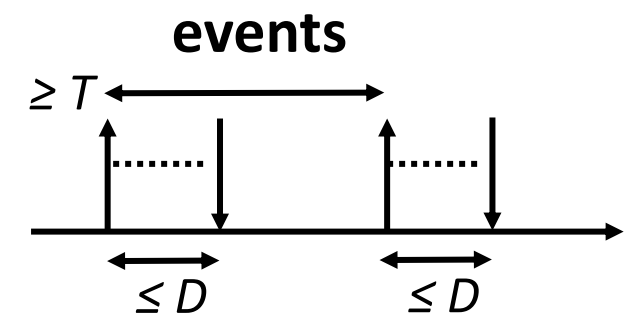 events
≥ T
≤ D ≤ D